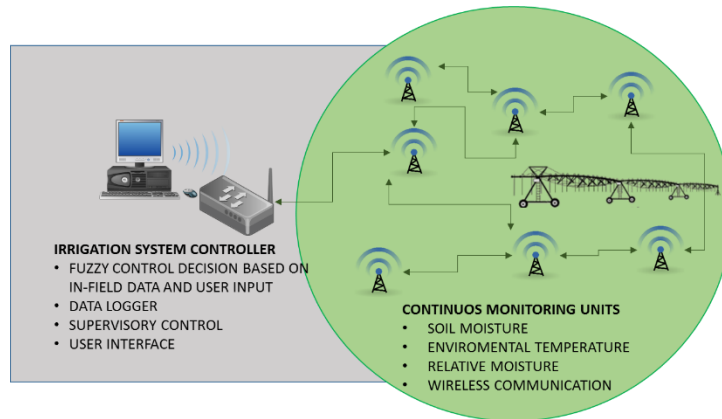 IRRIGATION SYSTEM CONTROLLER
• FUZZY CONTROL DECISION BASED ON
IN-FIELD DATA AND USER INPUT
• DATA LOGGER
• SUPERVISORY CONTROL
• USER INTERFACE
CONTINUOS MONITORING UNITS
• SOIL MOISTURE
• ENVIROMENTAL TEMPERATURE
• RELATIVE MOISTURE
• WIRELESS COMMUNICATION